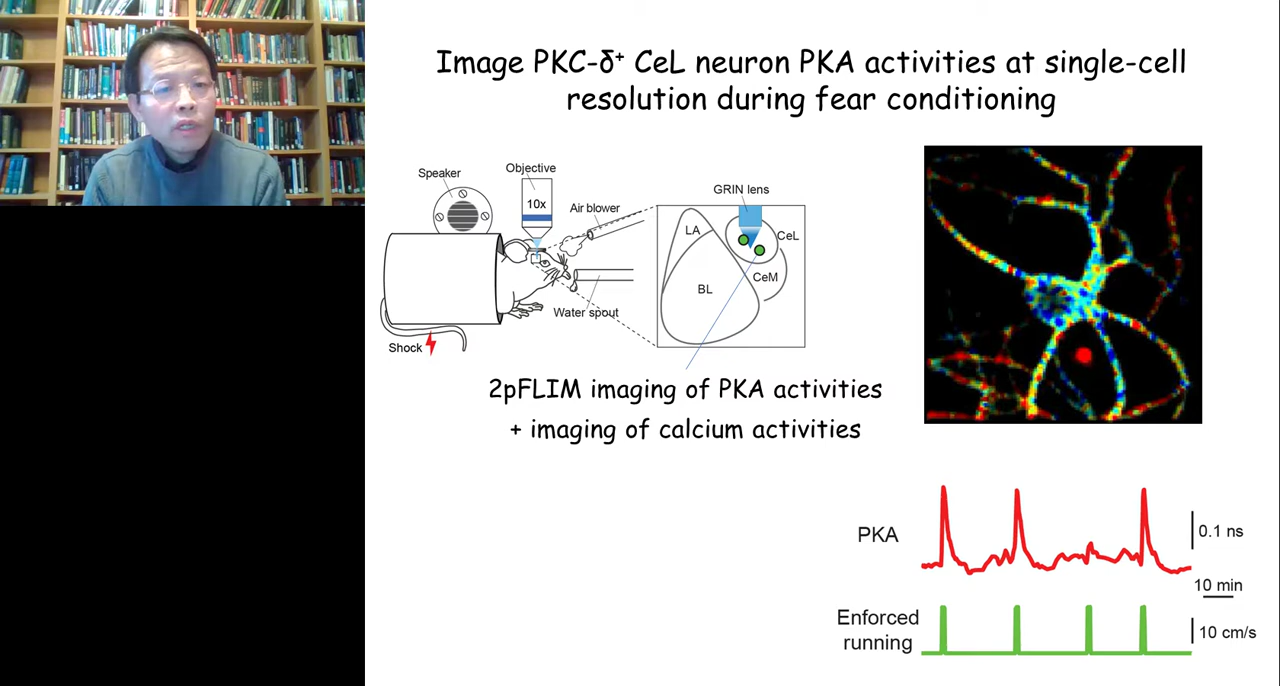 Image PKC-δ⁺ CeL neuron PKA activities at single-cell
resolution during fear conditioning
Speaker
Objective
10x
Air blower
Water spout
Shock
GRIN lens
LA
CeL
CeM
BL
2pFLIM imaging of PKA activities
+ imaging of calcium activities
PKA
0.1 ns
10 min
Enforced
running
10 cm/s